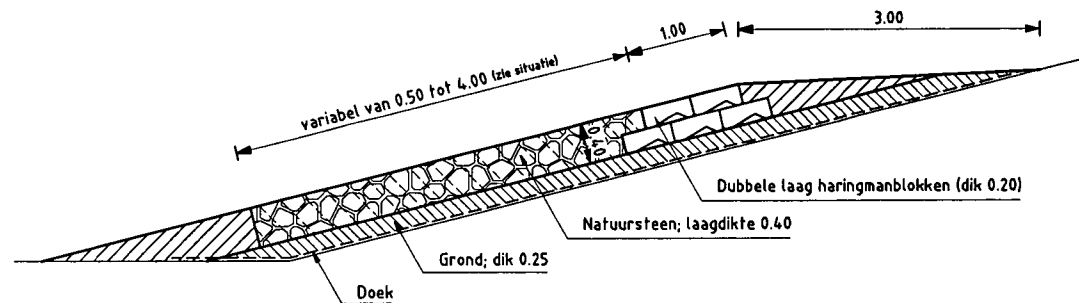 1.00
3.00
variabel van 0.50 tot 4.00 (zie situatie)
0.40
Dubbele laag haringmanblokken (dik 0.20)
Natuursteen; laagdikte 0.40
Grond; dik 0.25
Doek